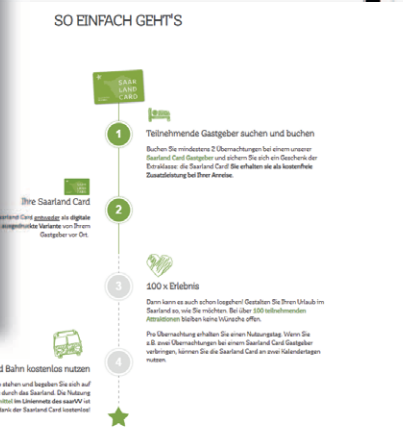 SO EINFACH GEHT'S
SAAR
LAND
CARD
1
Teilnehmende Gastgeber suchen und buchen
Buchen Sie mindestens 2 Übernachtungen bei einem unserer
Saarland Card Gastgeber und sichern Sie sich ein Geschenk der
Extraklasse: die Saarland Card! Sie erhalten sie als kostenfreie
Zusatzleistung bei Ihrer Anreise.
Ihre Saarland Card
2
Card entweder als digitale
ausgedruckte Variante von Ihrem
Gastgeber vor Ort.
3
100 x Erlebnis
Dann kann es auch schon losgehen! Gestalten Sie Ihren Urlaub im
Saarland so, wie Sie möchten. Bei über 100 teilnehmenden
Attraktionen bleiben keine Wünsche offen.
Pro Übernachtung erhalten Sie einen Nutzungstag. Wenn Sie
z.B. zwei Übernachtungen bei einem Saarland Card Gastgeber
verbringen, können Sie die Saarland Card an zwei Kalendertagen
nutzen.
4
Bahn kostenlos nutzen
stehen und begeben Sie sich auf
durch das Saarland. Die Nutzung
im Liniennetz des saarVV ist
dank der Saarland Card kostenlos!